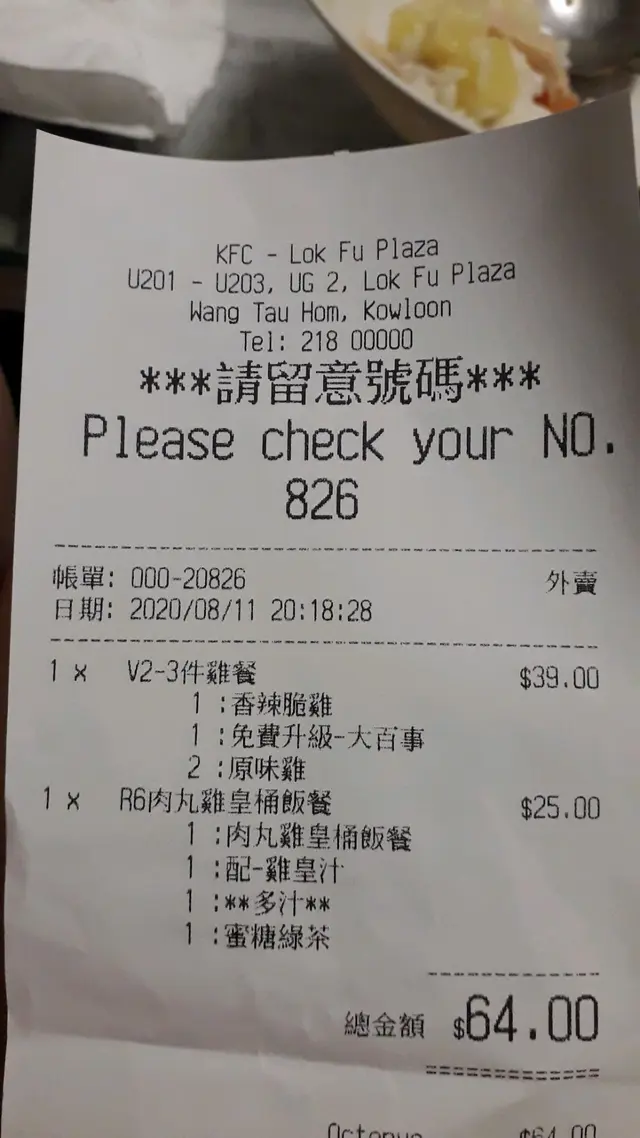 KFC - Lok Fu Plaza
U201 - U203, UG 2, Lok Fu Plaza
Wang Tau Hom, Kowloon
Tel: 218 00000
***請留意號碼***
Please check your NO.
826
帳單: 000-20826 外賣
日期: 2020/08/11 20:18:28
1 x V2-3件雞餐 $39.00
1 :香辣脆雞
1 :免費升級-大百事
2 :原味雞
1 x R6肉丸雞皇桶飯餐 $25.00
1 :肉丸雞皇桶飯餐
1 :配-雞皇汁
1 :**多汁**
1 :蜜糖綠茶
總金額 $64.00
Octopus $64.00